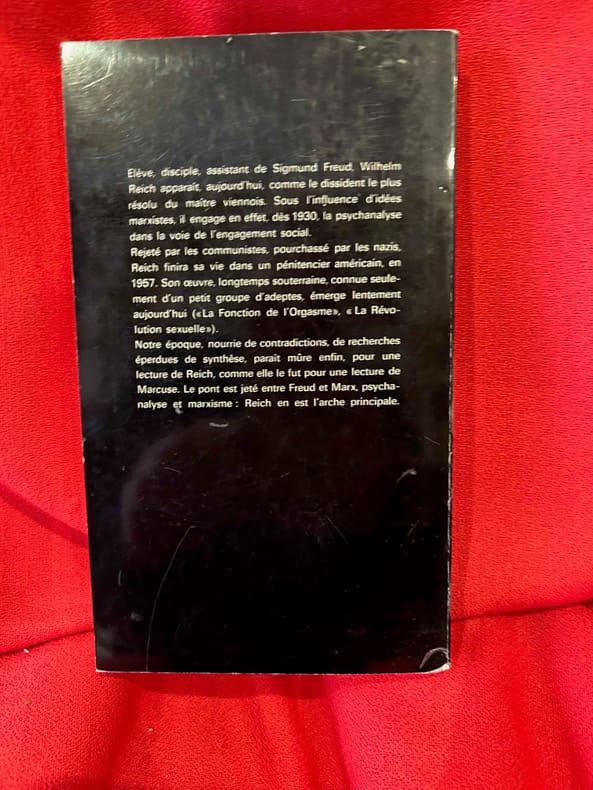 Elève, disciple, assistant de Sigmund Freud, Wilhelm
Reich apparaît, aujourd'hui, comme le dissident le plus
résolu du maître viennois. Sous l'influence d'idées
marxistes, il engage en effet, dès 1930, la psychanalyse
dans la voie de l'engagement social.
Rejeté par les communistes, pourchassé par les nazis,
Reich finira sa vie dans un pénitencier américain, en
1957. Son œuvre, longtemps souterraine, connue seule-
ment d'un petit groupe d'adeptes, émerge lentement
aujourd'hui («La Fonction de l'Orgasme», « La Révo-
lution sexuelle»).
Notre époque, nourrie de contradictions, de recherches
éperdues de synthèse, paraît mûre enfin, pour une
lecture de Reich, comme elle le fut pour une lecture de
Marcuse. Le pont est jeté entre Freud et Marx, psycha-
nalyse et marxisme : Reich en est l'arche principale.